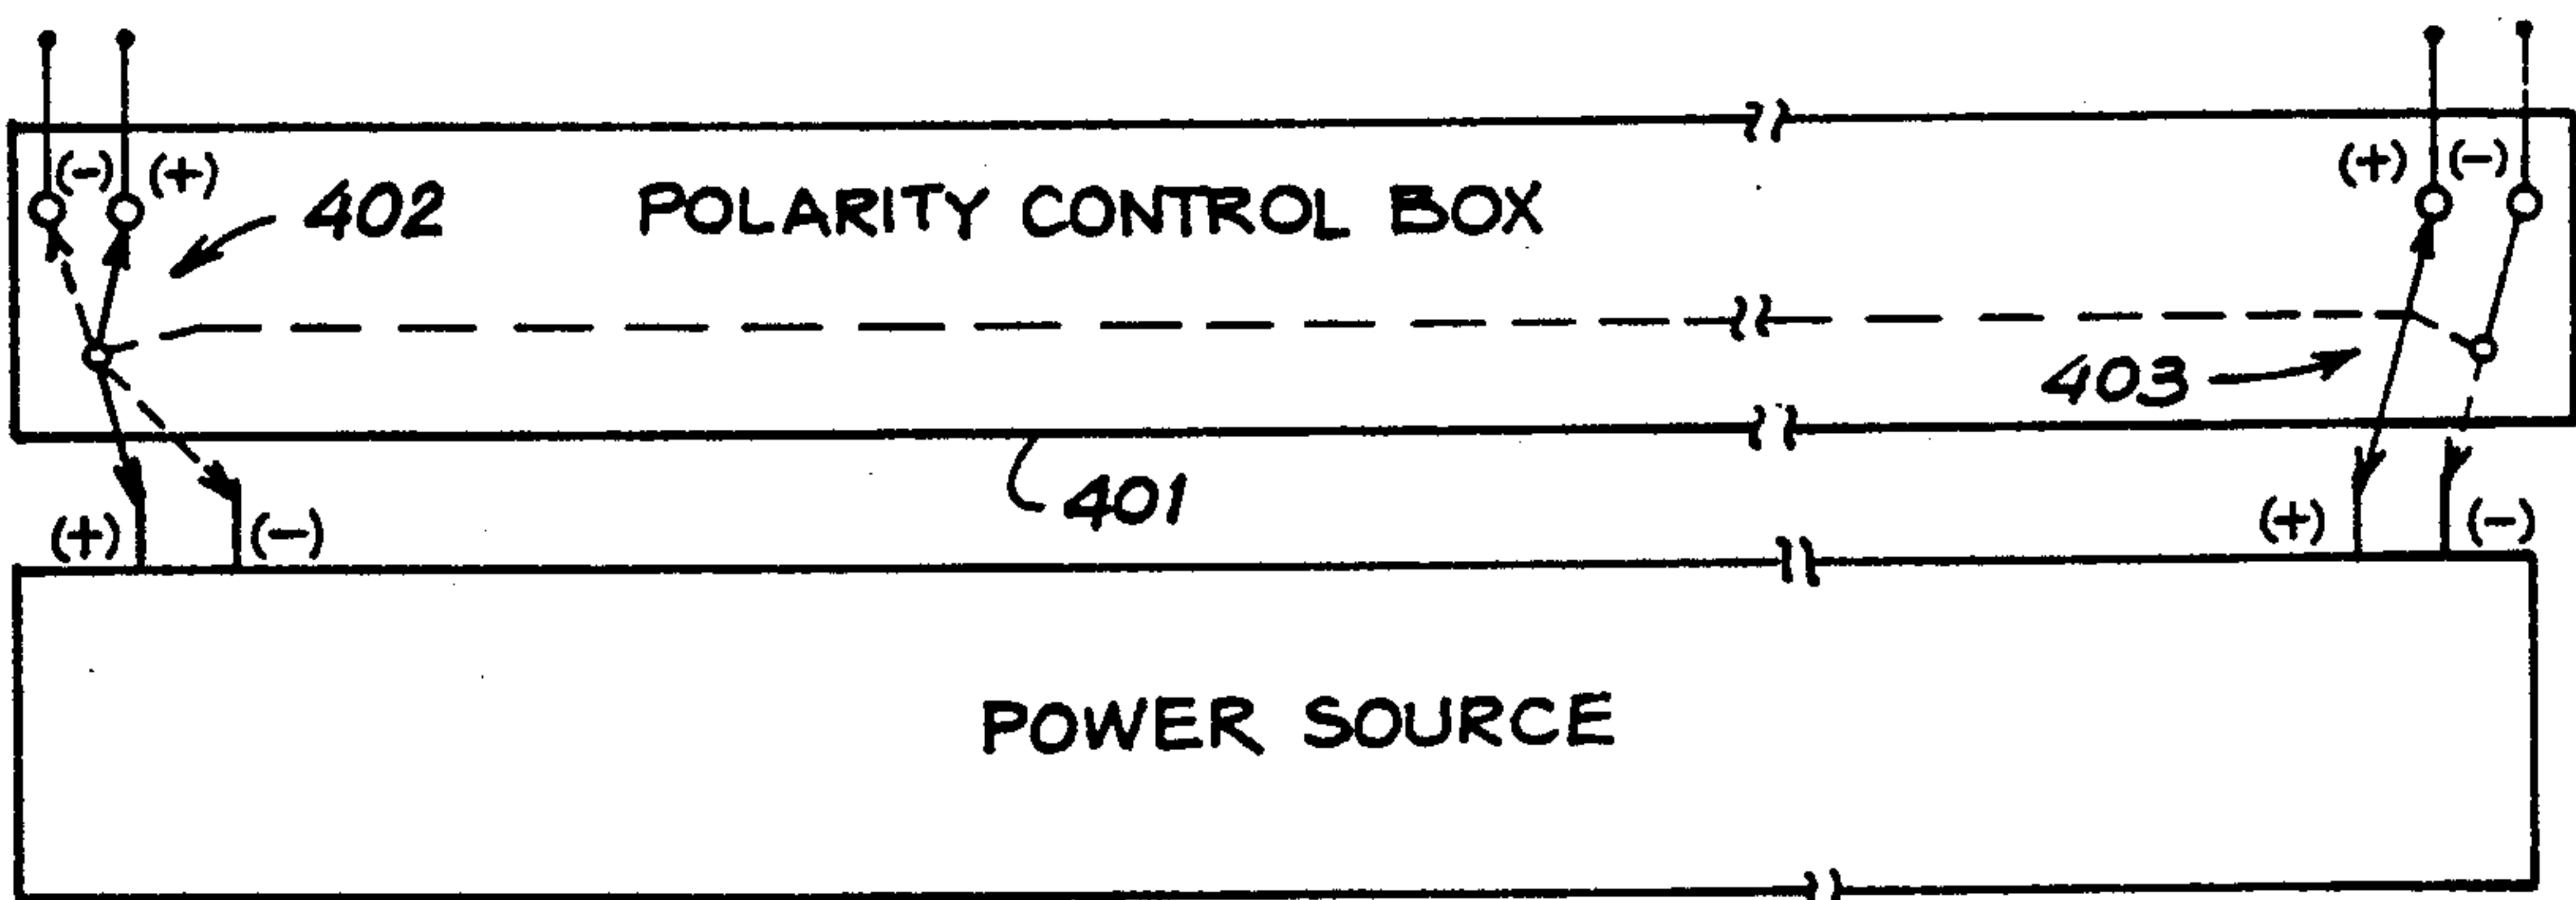 (-) (+) (+) (-)
402 POLARITY CONTROL BOX
403
401
(+) (-) (+) (-)
POWER SOURCE